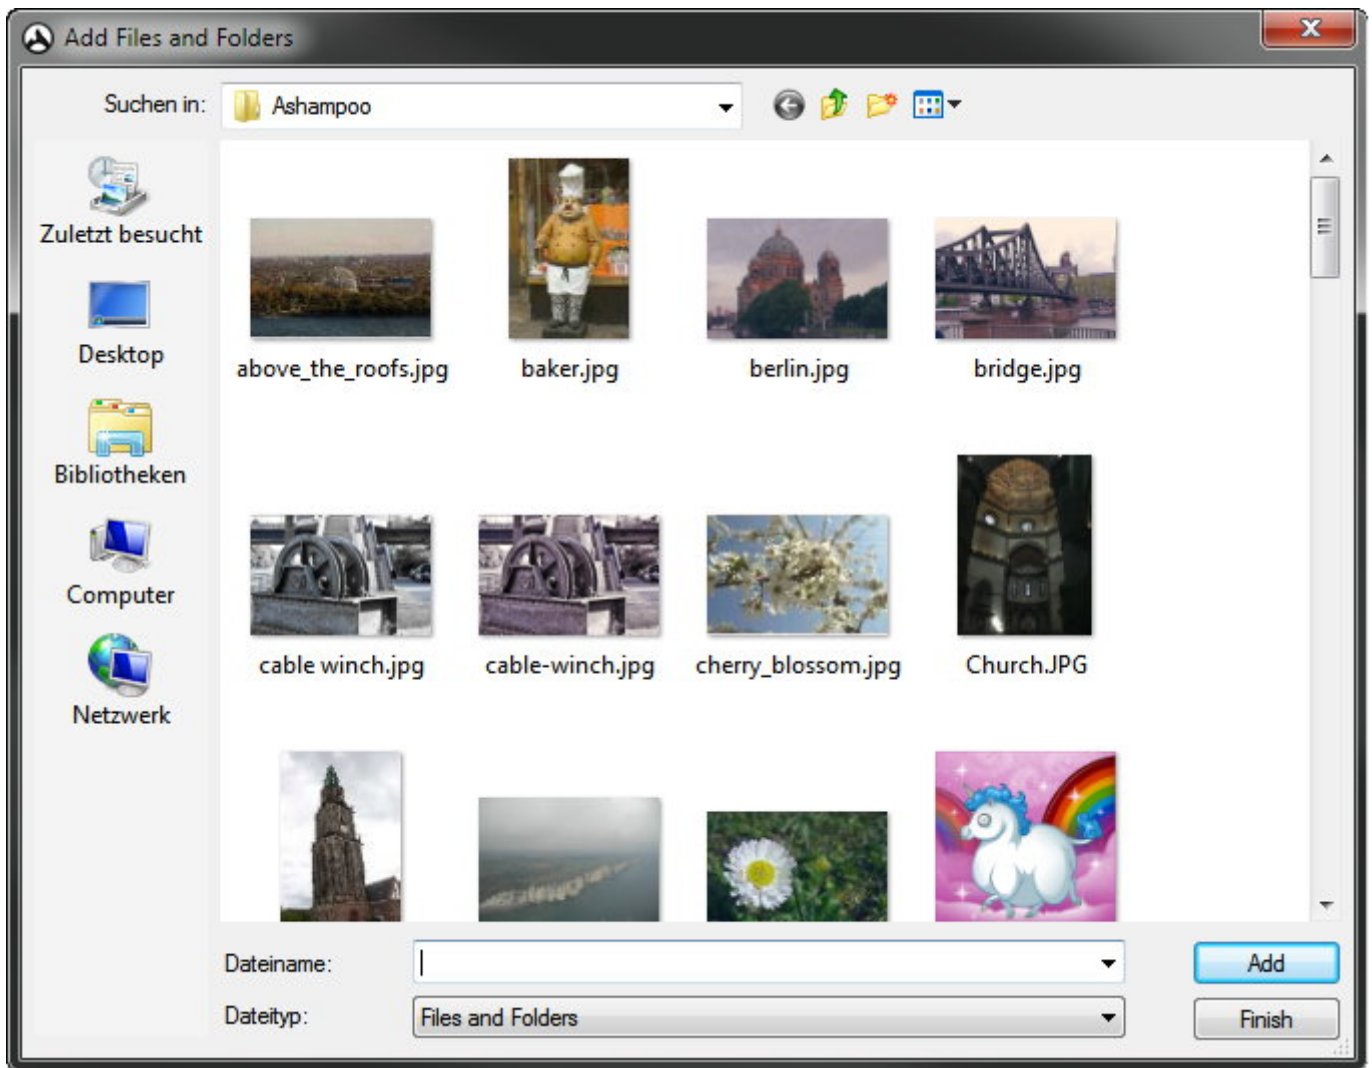 Add Files and Folders
Suchen in:
Ashampoo
Zuletzt besucht
Desktop
Bibliotheken
Computer
Netzwerk
above_the_roofs.jpg
baker.jpg
berlin.jpg
bridge.jpg
cable winch.jpg
cable-winch.jpg
cherry_blossom.jpg
Church.JPG
Dateiname:
Add
Dateityp:
Files and Folders
Finish